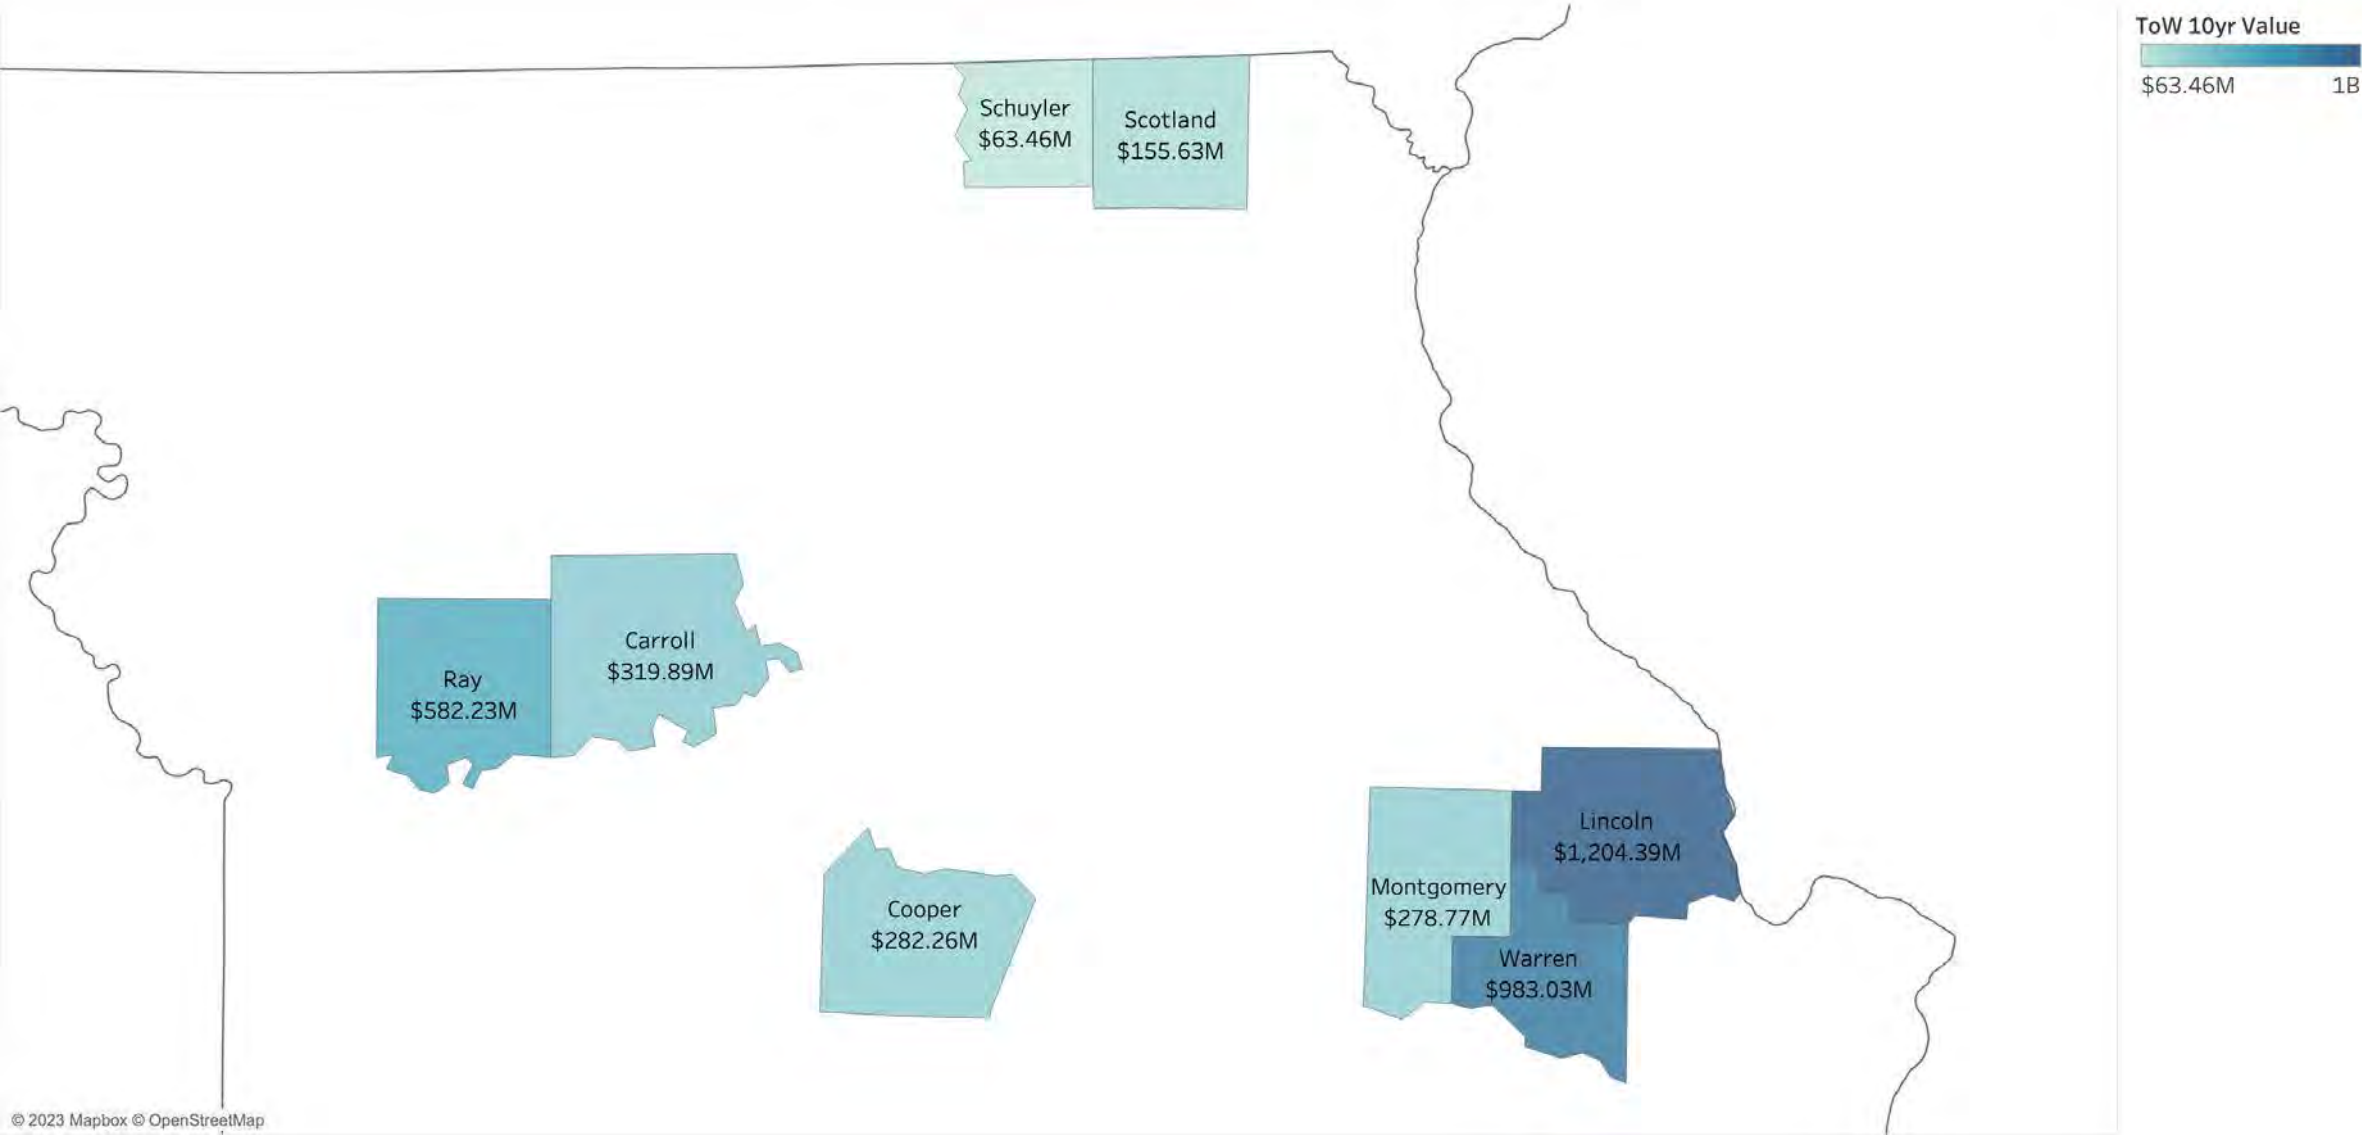 ToW 10yr Value
$63.46M 1B
Schuyler
$63.46M
Scotland
$155.63M
Carroll
$319.89M
Ray
$582.23M
Lincoln
$1,204.39M
Montgomery
$278.77M
Cooper
$282.26M
Warren
$983.03M
© 2023 Mapbox © OpenStreetMap